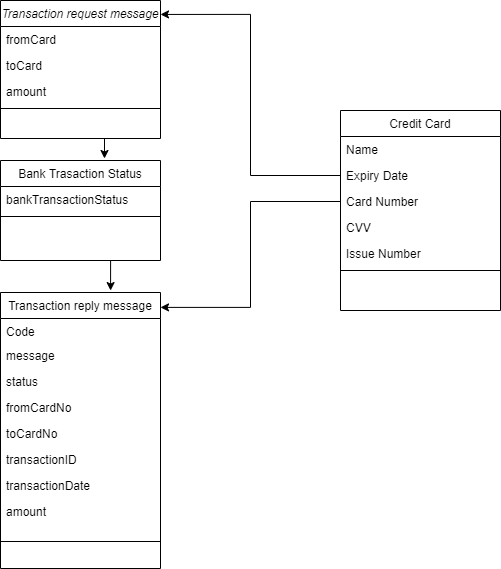 Transaction request message
fromCard
toCard
amount
Bank Trasaction Status
bankTransactionStatus
Transaction reply message
Code
message
status
fromCardNo
toCardNo
transactionID
transactionDate
amount
Credit Card
Name
Expiry Date
Card Number
CVV
Issue Number